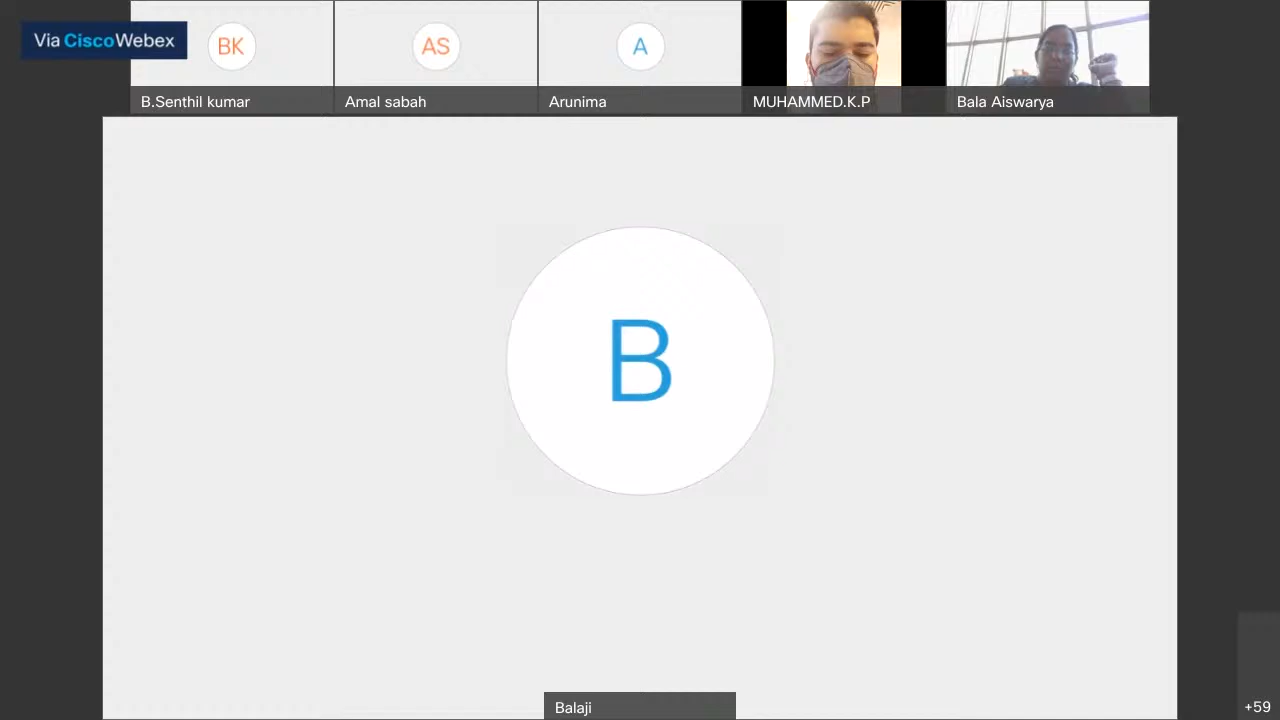 Via CiscoWebex
BK
AS
A
B.Senthil kumar
Amal sabah
Arunima
MUHAMMED.K.P
Bala Aiswarya
B
Balaji
+59